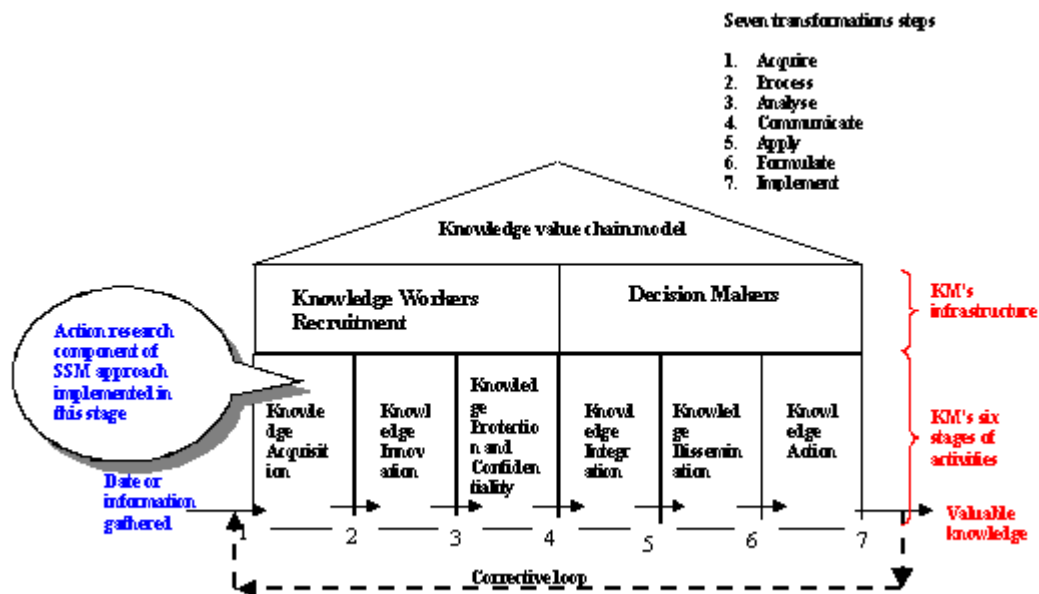 Seven transformations steps
1. Acquire
2. Process
3. Analyse
4. Communicate
5. Apply
6. Formulate
7. Implement
Knowledge value chain model
Knowledge Workers
Recruitment
Decision Makers
KM's
infrastructure
Action research
component of
SSM approach
implemented in
this stage
Knowle
dge
Acquisit
ion
Knowl
edge
Innov
ation
Knowled
ge
Protectio
n and
Confiden
tiality
Knowl
edge
Integr
ation
Knowled
ge
Dissemin
ation
Knowl
edge
Action
KM's six
stages of
activities
Date or
information
gathered
Valuable
knowledge
1 2 3 4 5 6 7
Corrective loop